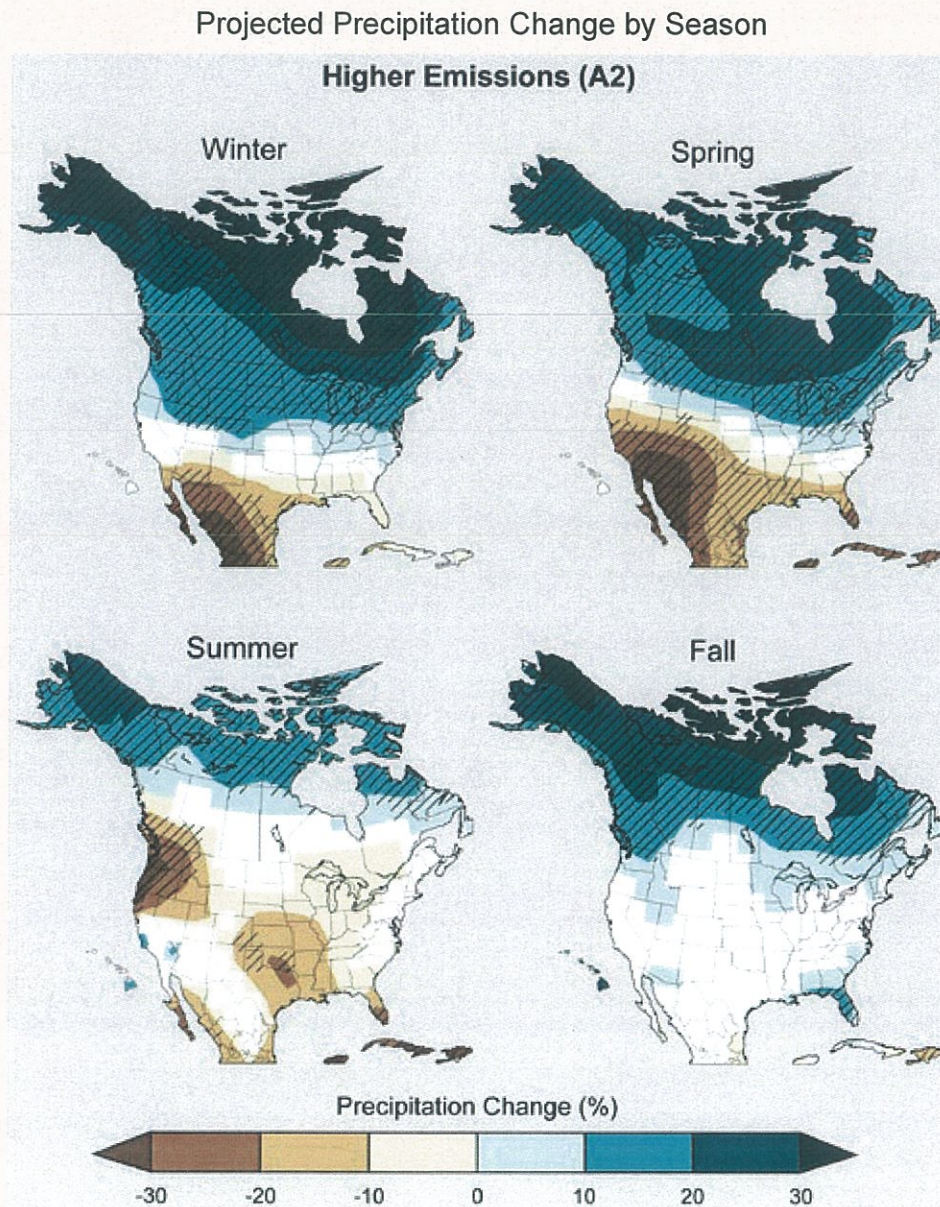 Projected Precipitation Change by Season
Higher Emissions (A2)
Winter
Spring
Summer
Fall
Precipitation Change (%)
-30 -20 -10 0 10 20 30